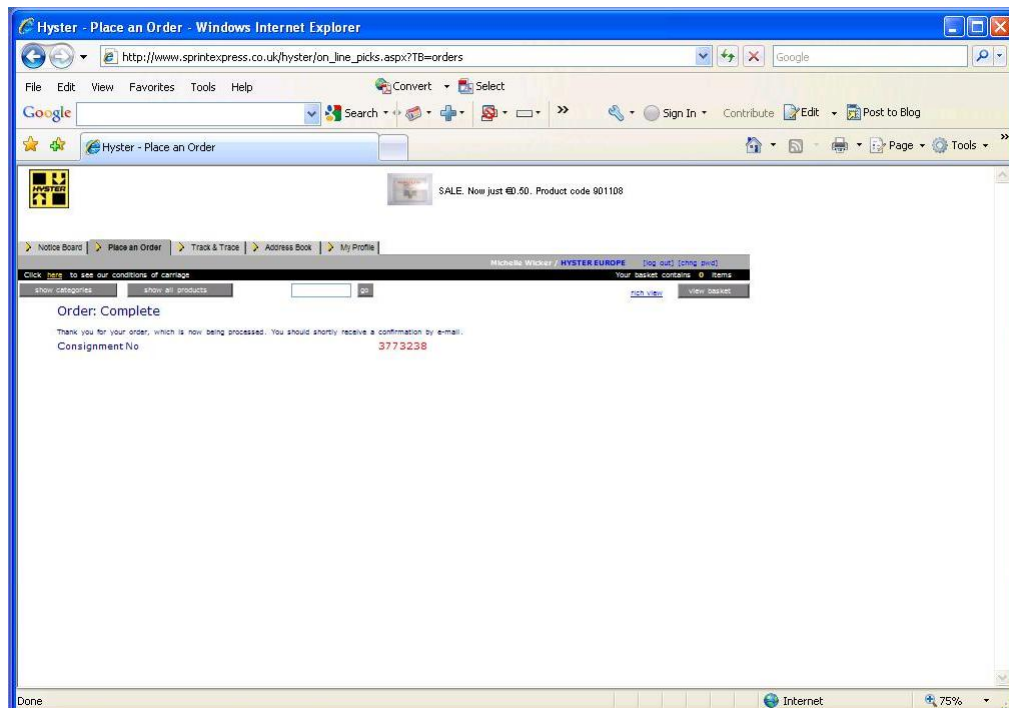 Hyster - Place an Order - Windows Internet Explorer
http://www.sprintexpress.co.uk/hyster/on_line_picks.aspx?TB=orders
Google
File Edit View Favorites Tools Help
Convert Select
Google
Search
»
Sign In
Contribute
Edit
Post to Blog
Hyster - Place an Order
Page
Tools
»
HYSTER
SALE. Now just €0.50. Product code 901108
Notice Board Place an Order Track & Trace Address Book My Profile
Michelle Wicker / HYSTER EUROPE [log out] [chng pwd]
Click here to see our conditions of carriage
Your basket contains 0 items
show categories show all products go rich view view basket
Order: Complete
Thank you for your order, which is now being processed. You should shortly receive a confirmation by e-mail.
Consignment No 3773238
Done
Internet
75%